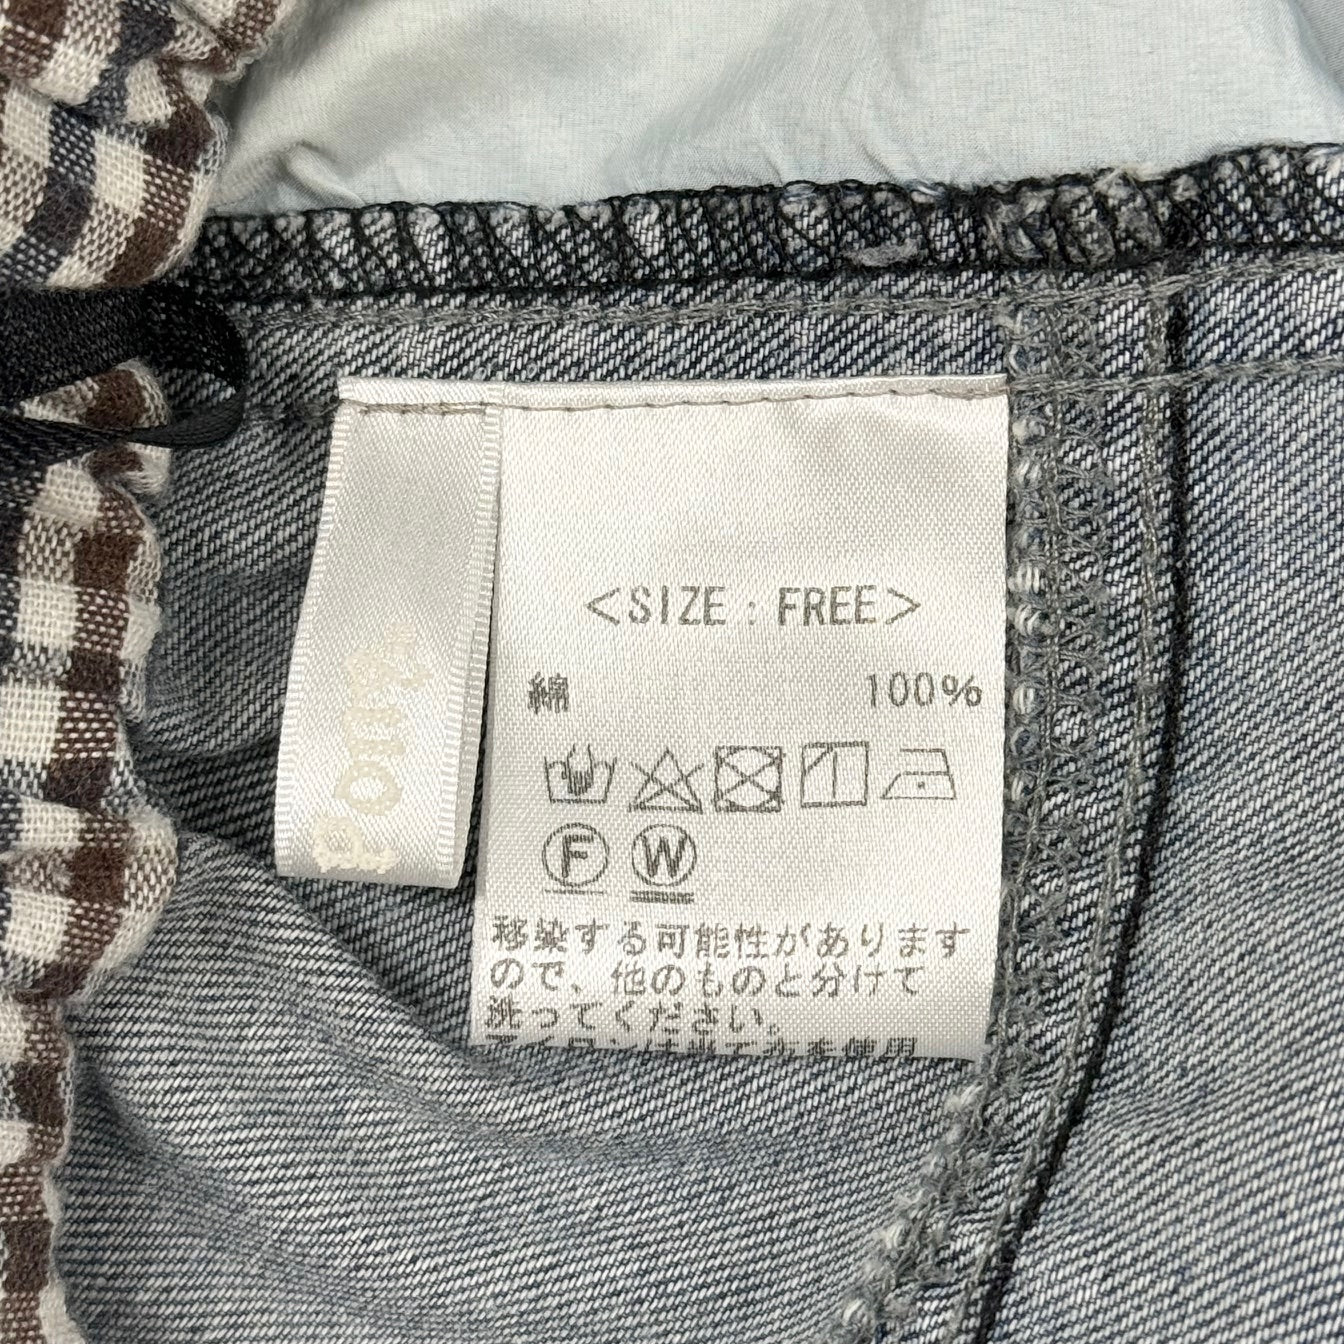 <SIZE : FREE>
綿 100%
F W
移染する可能性があります
ので、他のものと分けて
洗ってください。